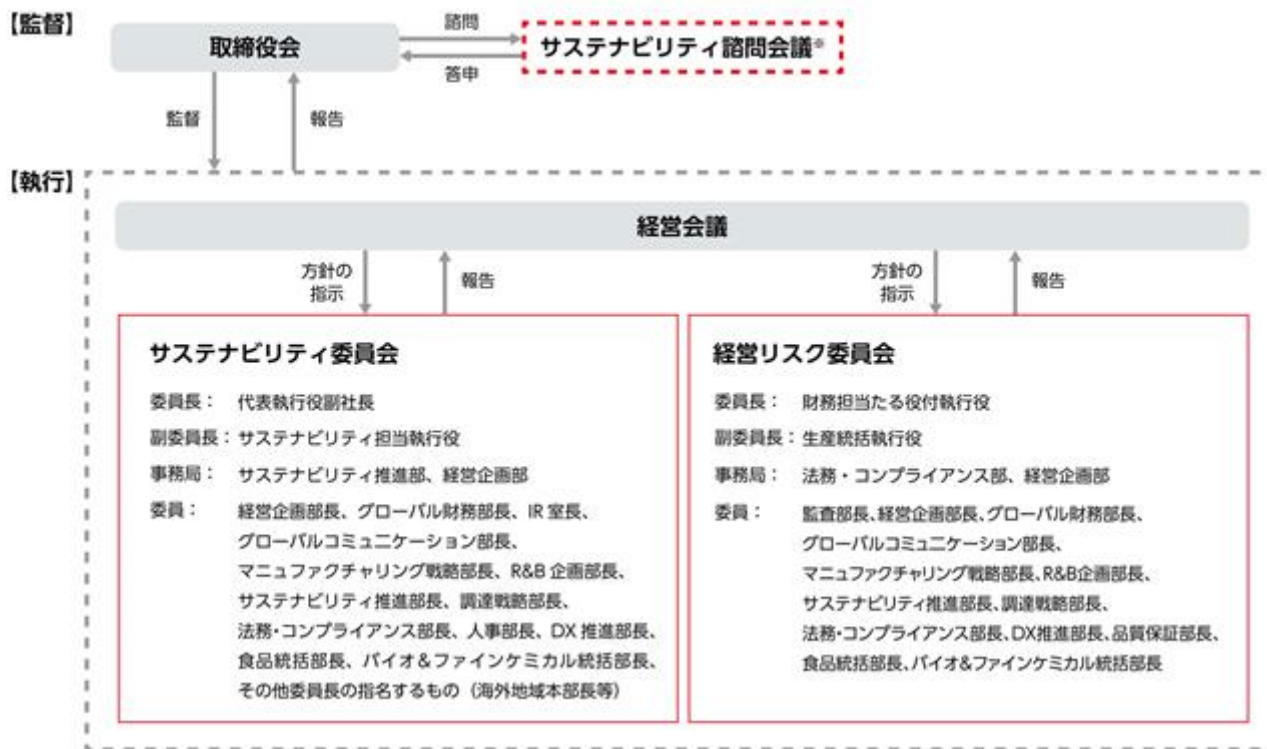 【監督】
取締役会
諮問
答申
サステナビリティ諮問会議※
監督
報告
【執行】
経営会議
方針の
指示
報告
方針の
指示
報告
サステナビリティ委員会
委員長： 代表執行役副社長
副委員長：サステナビリティ担当執行役
事務局： サステナビリティ推進部、経営企画部
委員： 経営企画部長、グローバル財務部長、IR 室長、
グローバルコミュニケーション部長、
マニュファクチャリング戦略部長、R&B 企画部長、
サステナビリティ推進部長、調達戦略部長、
法務・コンプライアンス部長、人事部長、DX 推進部長、
食品統括部長、バイオ＆ファインケミカル統括部長、
その他委員長の指名するもの（海外地域本部長等）
経営リスク委員会
委員長： 財務担当たる役付執行役
副委員長：生産統括執行役
事務局： 法務・コンプライアンス部、経営企画部
委員： 監査部長、経営企画部長、グローバル財務部長、
グローバルコミュニケーション部長、
マニュファクチャリング戦略部長、R&B企画部長、
サステナビリティ推進部長、調達戦略部長、
法務・コンプライアンス部長、DX推進部長、品質保証部長、
食品統括部長、バイオ＆ファインケミカル統括部長